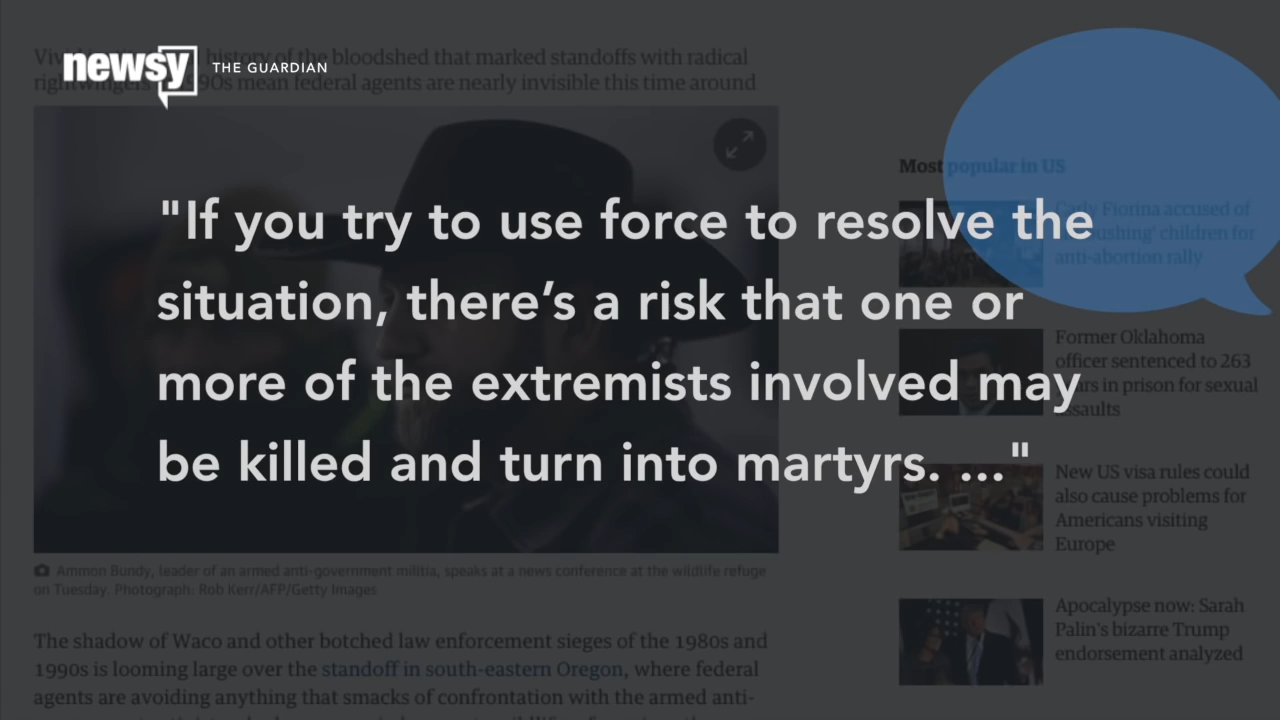 newsy THE GUARDIAN
history of the bloodshed that marked standoffs with radical
rightwingers 90s mean federal agents are nearly invisible this time around
"If you try to use force to resolve the
situation, there’s a risk that one or
more of the extremists involved may
be killed and turn into martyrs. ..."
Ammon Bundy, leader of an armed anti-government militia, speaks at a news conference at the wildlife refuge
on Tuesday. Photograph: Rob Kerr/AFP/Getty Images
The shadow of Waco and other botched law enforcement sieges of the 1980s and
1990s is looming large over the standoff in south-eastern Oregon, where federal
agents are avoiding anything that smacks of confrontation with the armed anti-
Most popular in US
Carly Fiorina accused of
children for
anti-abortion rally
Former Oklahoma
officer sentenced to 263
in prison for sexual
assaults
New US visa rules could
also cause problems for
Americans visiting
Europe
Apocalypse now: Sarah
Palin's bizarre Trump
endorsement analyzed